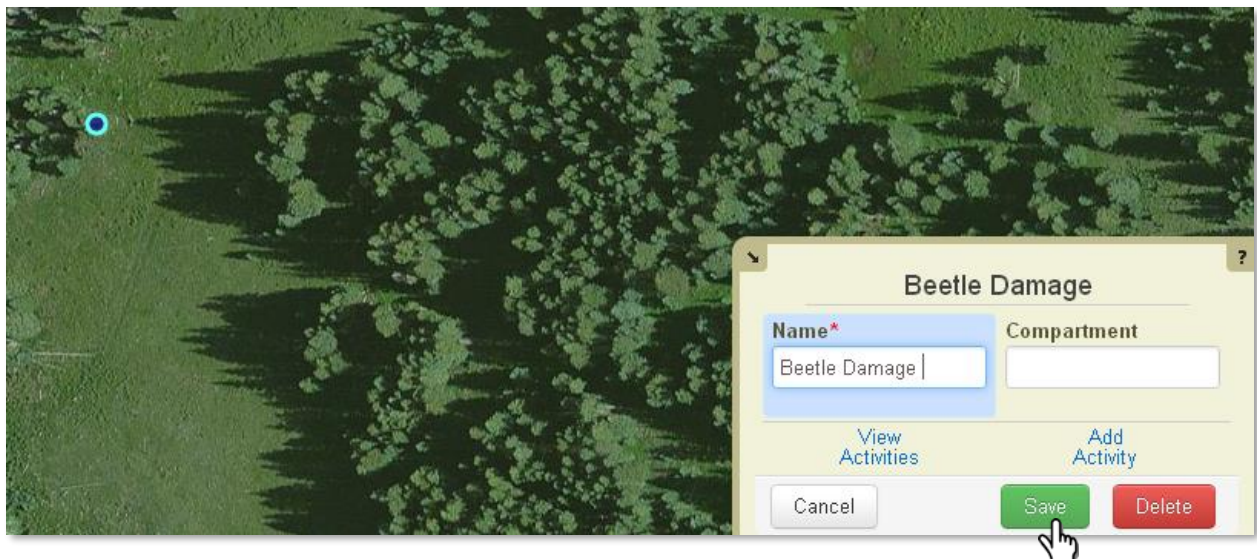 ?
Beetle Damage
Name* Compartment
Beetle Damage
View Activities
Add Activity
Cancel Save Delete